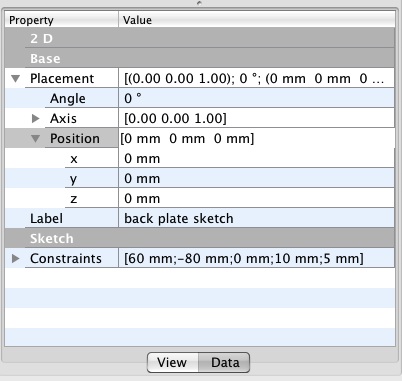 Property Value
2 D
Base
Placement [(0.00 0.00 1.00); 0 °; (0 mm  0 mm  0 ...
Angle 0 °
Axis [0.00 0.00 1.00]
Position [0 mm  0 mm  0 mm]
x 0 mm
y 0 mm
z 0 mm
Label back plate sketch
Sketch
Constraints [60 mm;-80 mm;0 mm;10 mm;5 mm]
View Data